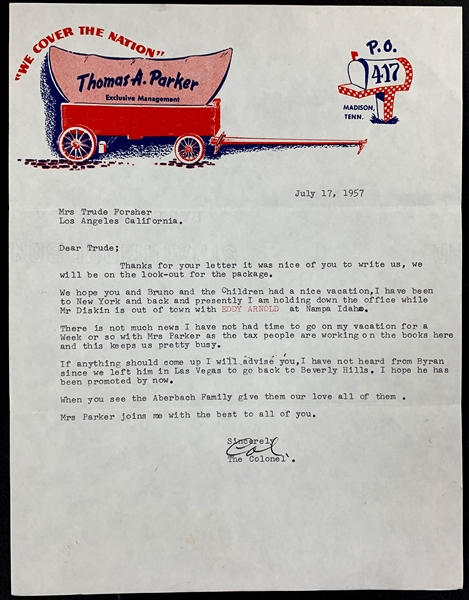 "WE COVER THE NATION"
Thomas A. Parker
Exclusive Management
P.O.
417
MADISON,
TENN.
July 17, 1957
Mrs Trude Forsher
Los Angeles California.
Dear Trude;
Thanks for your letter it was nice of you to write us, we
will be on the look-out for the package.
We hope you and Bruno and the Children had a nice vacation,I have been
to New York and back and presently I am holding down the office while
Mr Diskin is out of town with EDDY ARNOLD at Nampa Idaho.
There is not much news I have not had time to go on my vacation for a
Week or so with Mrs Parker as the tax people are working on the books here
and this keeps us pretty busy.
If anything should come up I will advise you,I have not heard from Byran
since we left him in Las Vegas to go back to Beverly Hills. I hope he has
been promoted by now.
When you see the Aberbach Family give them our love all of them .
Mrs Parker joins me with the best to all of you.
Sincerely
Col.
The Colonel.